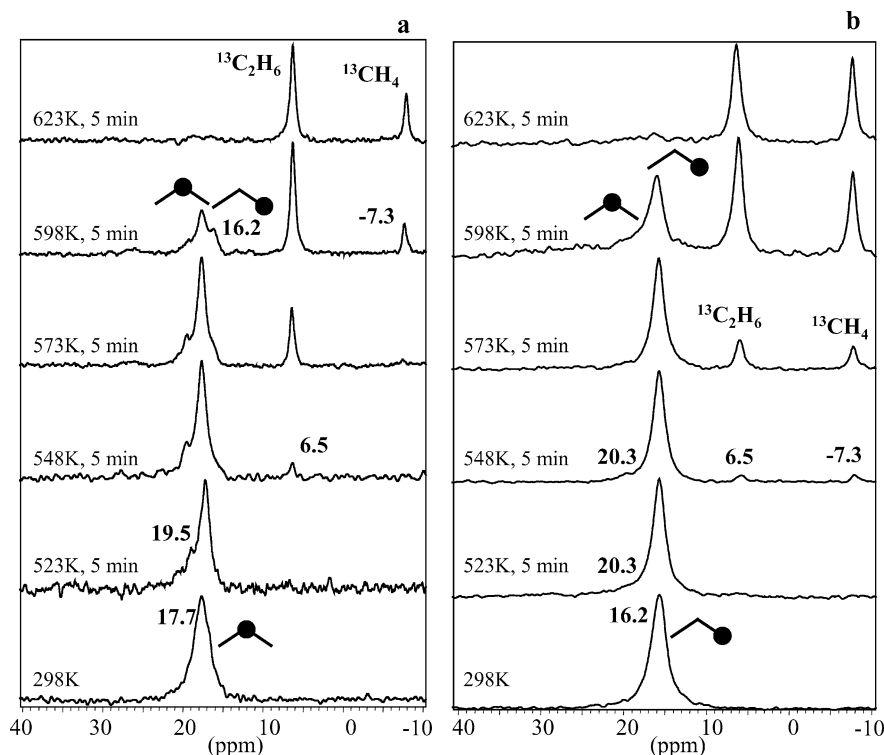 a
¹³C₂H₆
¹³CH₄
623K, 5 min
598K, 5 min
16.2
-7.3
573K, 5 min
548K, 5 min
6.5
19.5
523K, 5 min
17.7
298K
40 30 20 10 0 -10
(ppm)
b
623K, 5 min
598K, 5 min
¹³C₂H₆
¹³CH₄
573K, 5 min
548K, 5 min
20.3
6.5
-7.3
523K, 5 min
20.3
16.2
298K
40 30 20 10 0 -10
(ppm)